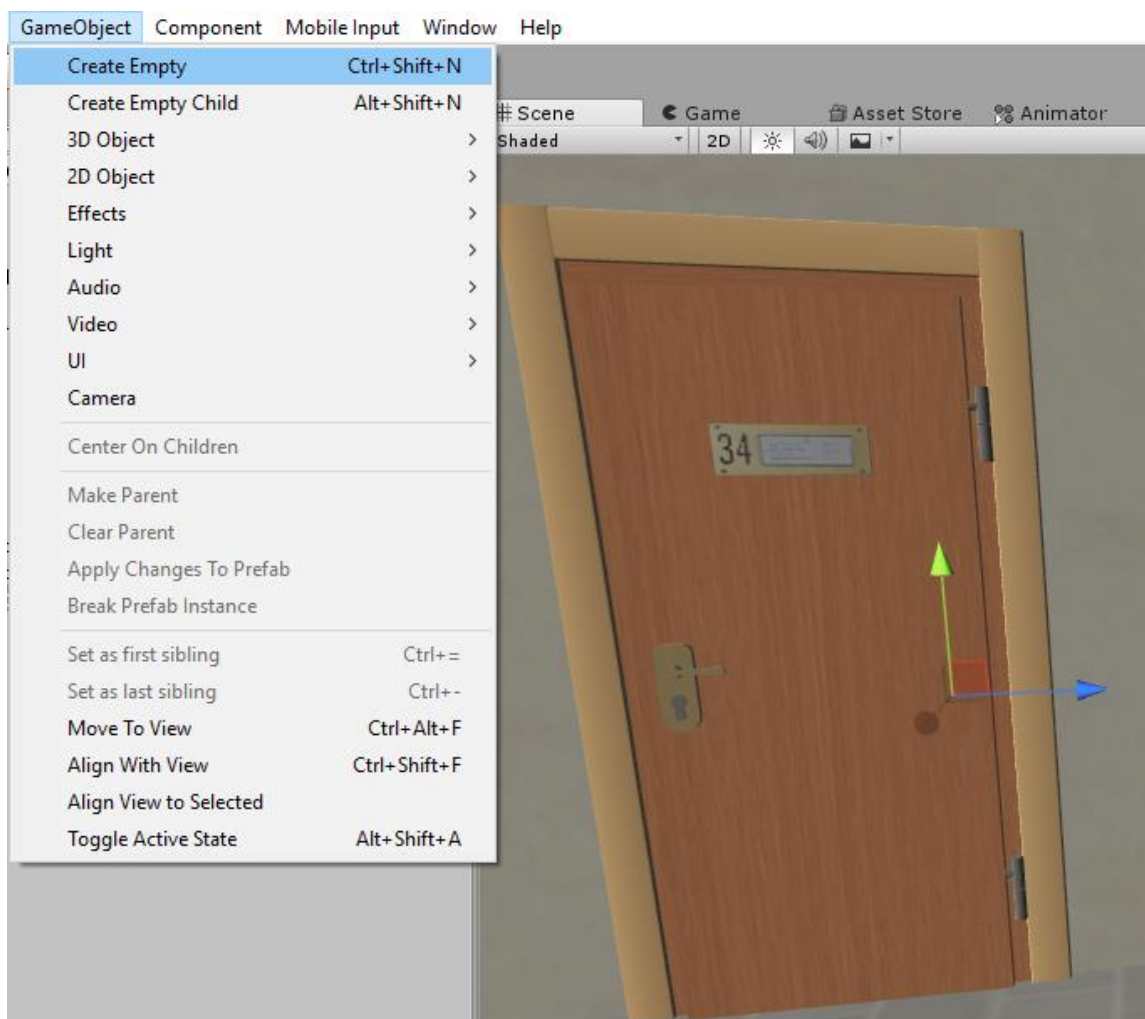 GameObject Component Mobile Input Window Help
Create Empty Ctrl+Shift+N
Create Empty Child Alt+Shift+N
3D Object
2D Object
Effects
Light
Audio
Video
UI
Camera
Center On Children
Make Parent
Clear Parent
Apply Changes To Prefab
Break Prefab Instance
Set as first sibling Ctrl+=
Set as last sibling Ctrl+-
Move To View Ctrl+Alt+F
Align With View Ctrl+Shift+F
Align View to Selected
Toggle Active State Alt+Shift+A
Scene Game Asset Store Animator
Shaded 2D
34